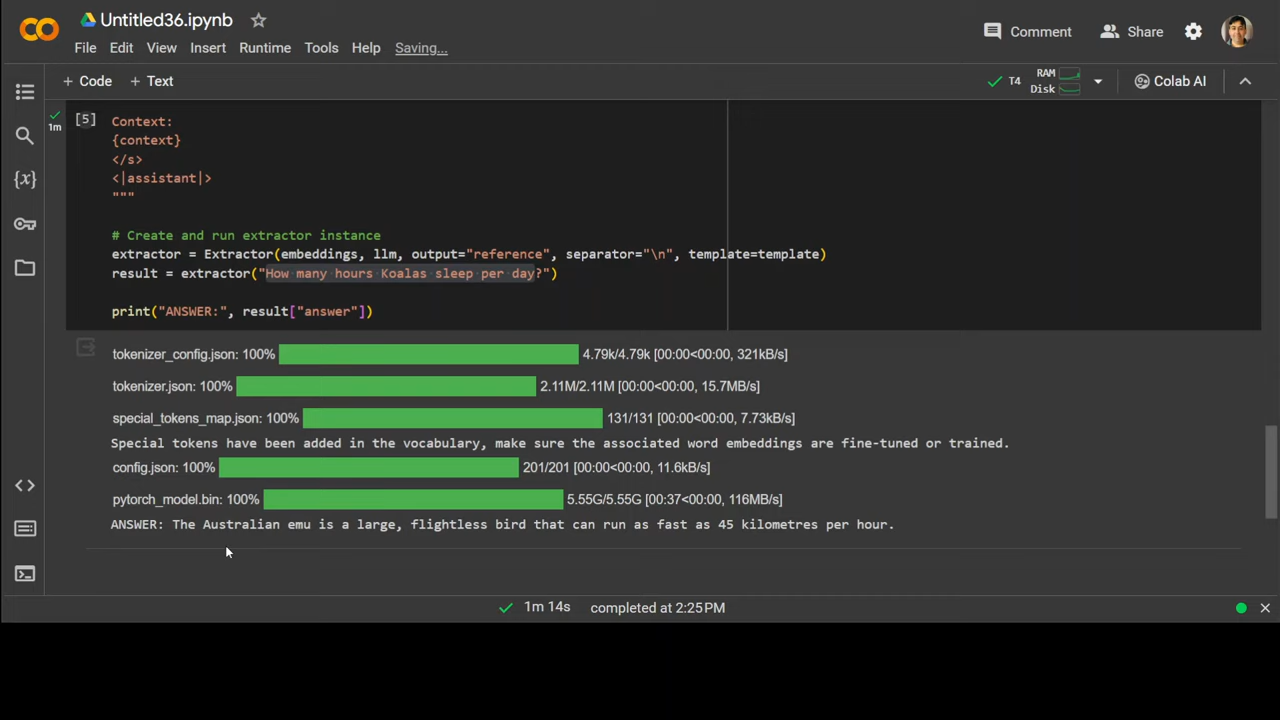 Untitled36.ipynb
File Edit View Insert Runtime Tools Help Saving...
Comment Share
+ Code + Text
T4 RAM Disk Colab AI
[5]
1m
Context:
{context}
</s>
<|assistant|>
"""
# Create and run extractor instance
extractor = Extractor(embeddings, llm, output="reference", separator="\n", template=template)
result = extractor("How many hours Koalas sleep per day?")
print("ANSWER:", result["answer"])
tokenizer_config.json: 100% 4.79k/4.79k [00:00<00:00, 321kB/s]
tokenizer.json: 100% 2.11M/2.11M [00:00<00:00, 15.7MB/s]
special_tokens_map.json: 100% 131/131 [00:00<00:00, 7.73kB/s]
Special tokens have been added in the vocabulary, make sure the associated word embeddings are fine-tuned or trained.
config.json: 100% 201/201 [00:00<00:00, 11.6kB/s]
pytorch_model.bin: 100% 5.55G/5.55G [00:37<00:00, 116MB/s]
ANSWER: The Australian emu is a large, flightless bird that can run as fast as 45 kilometres per hour.
1m 14s completed at 2:25 PM